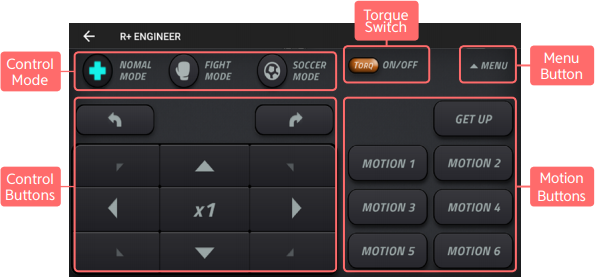 Torque
Switch
R+ ENGINEER
Control
Mode
NOMAL
MODE
FIGHT
MODE
SOCCER
MODE
TORQ ON/OFF
MENU
Menu
Button
GET UP
Control
Buttons
x1
MOTION 1 MOTION 2
MOTION 3 MOTION 4
MOTION 5 MOTION 6
Motion
Buttons